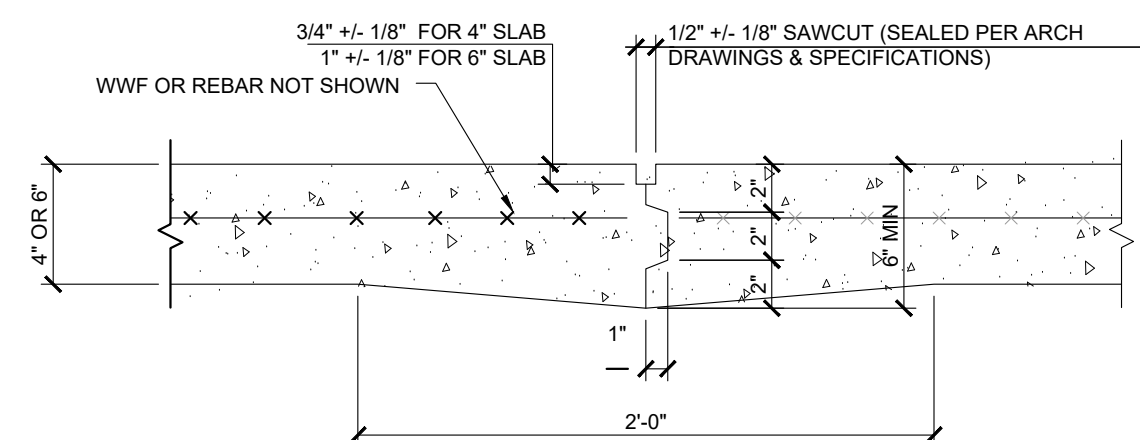 3/4" +/- 1/8" FOR 4" SLAB
1" +/- 1/8" FOR 6" SLAB
WWF OR REBAR NOT SHOWN
1/2" +/- 1/8" SAWCUT (SEALED PER ARCH
DRAWINGS & SPECIFICATIONS)
4" OR 6"
2"
2"
2"
6" MIN
1"
2'-0"